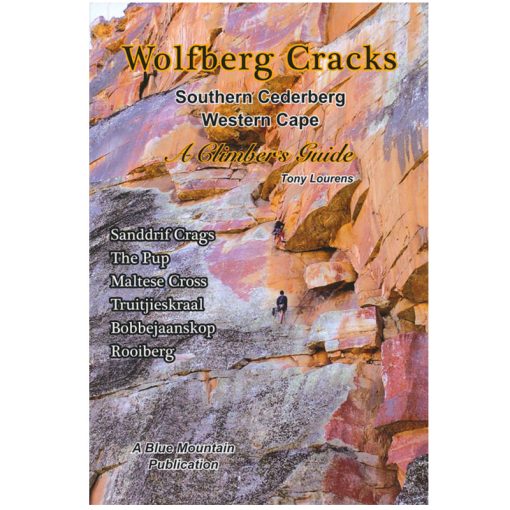 Wolfberg Cracks
Southern Cederberg
Western Cape
A Climber's Guide
Tony Lourens
Sanddrif Crags
The Pup
Maltese Cross
Truitjieskraal
Bobbejaanskop
Rooiberg
A Blue Mountain
Publication